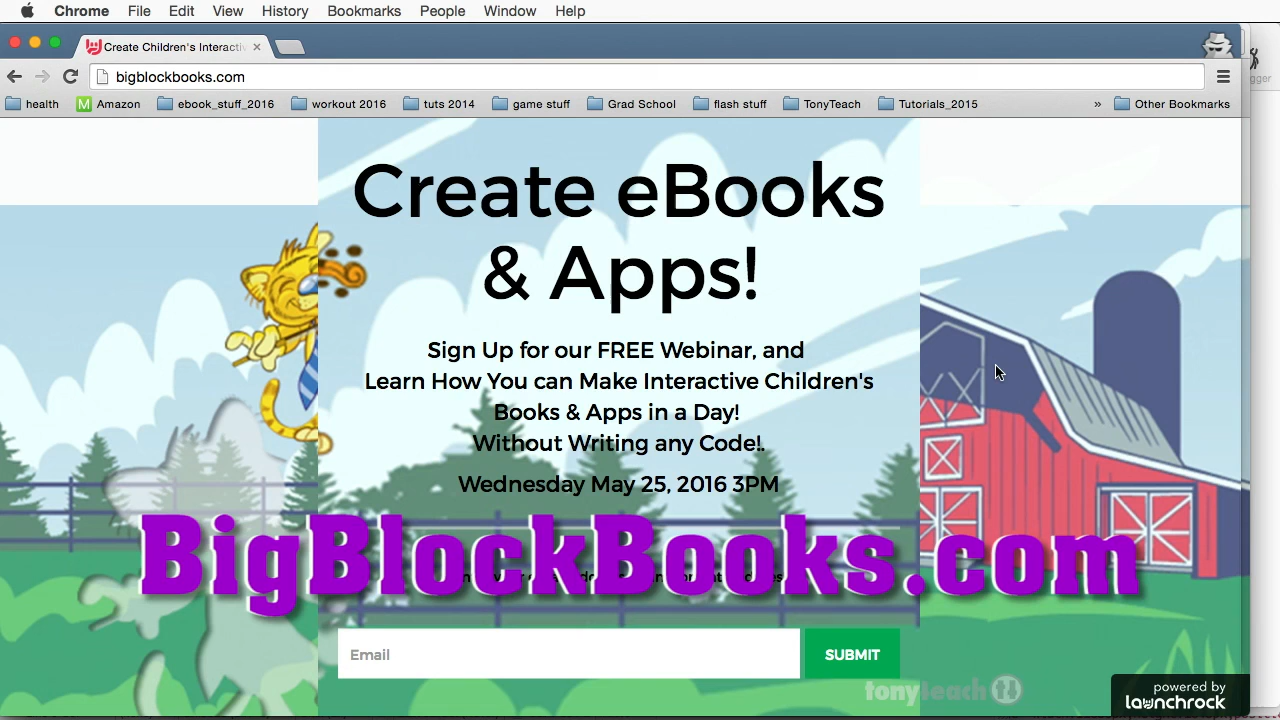 Chrome File Edit View History Bookmarks People Window Help
Create Children's Interacti
bigblockbooks.com
health Amazon ebook_stuff_2016 workout 2016 tuts 2014 game stuff Grad School flash stuff TonyTeach Tutorials_2015 » Other Bookmarks
Create eBooks
& Apps!
Sign Up for our FREE Webinar, and
Learn How You can Make Interactive Children's
Books & Apps in a Day!
Without Writing any Code!.
Wednesday May 25, 2016 3PM
BigBlockBooks.com
Email SUBMIT
tonyteach
powered by
launchrock